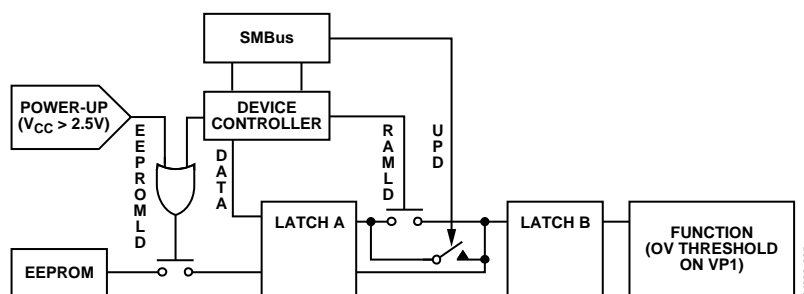 SMBus
POWER-UP
(VCC > 2.5V)
DEVICE
CONTROLLER
EEPROMLD
DATA
RAMLD
UPD
LATCH A
LATCH B
FUNCTION
(OV THRESHOLD
ON VP1)
EEPROM